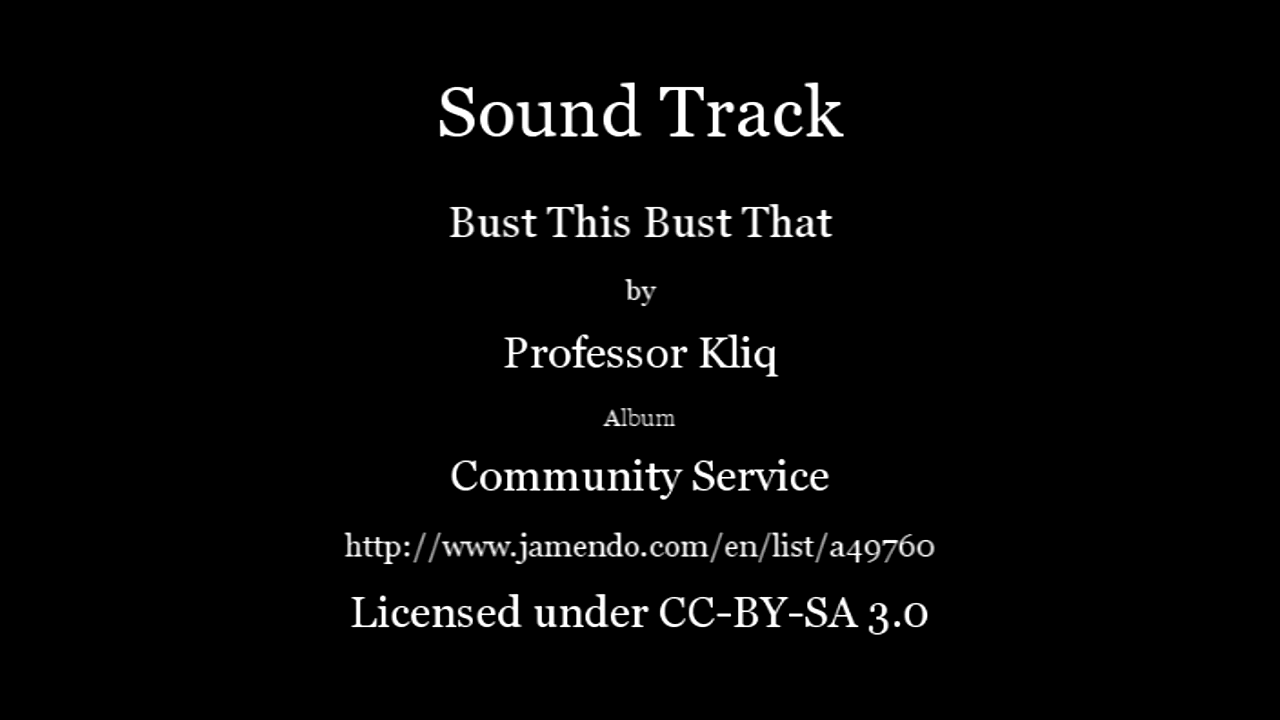 Sound Track
Bust This Bust That
by
Professor Kliq
Album
Community Service
http://www.jamendo.com/en/list/a49760
Licensed under CC-BY-SA 3.0